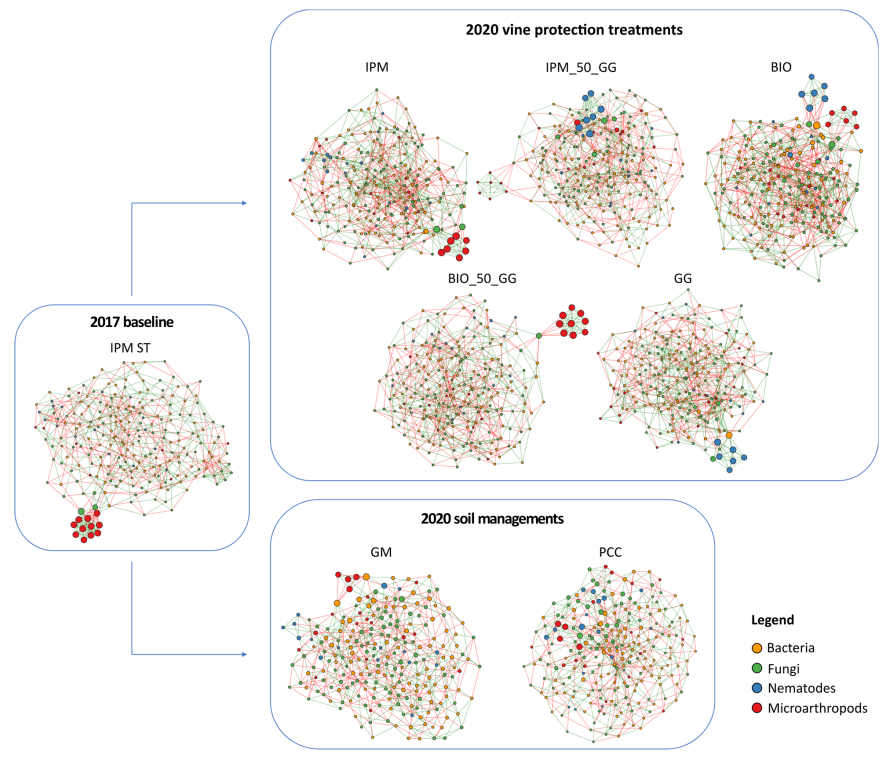 2020 vine protection treatments
IPM
IPM_50_GG
BIO
BIO_50_GG
GG
2017 baseline
IPM ST
2020 soil managements
GM
PCC
Legend
Bacteria
Fungi
Nematodes
Microarthropods